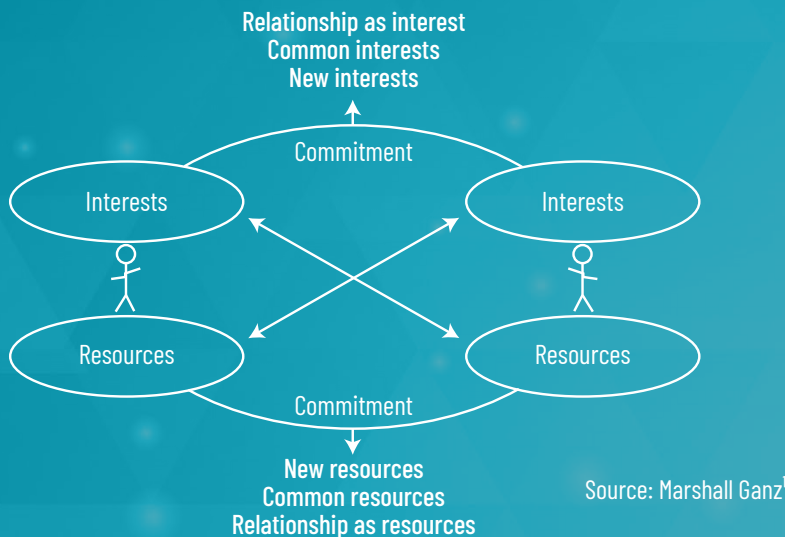 Relationship as interest
Common interests
New interests
Commitment
Interests
Interests
Resources
Resources
Commitment
New resources
Common resources
Relationship as resources
Source: Marshall Ganz